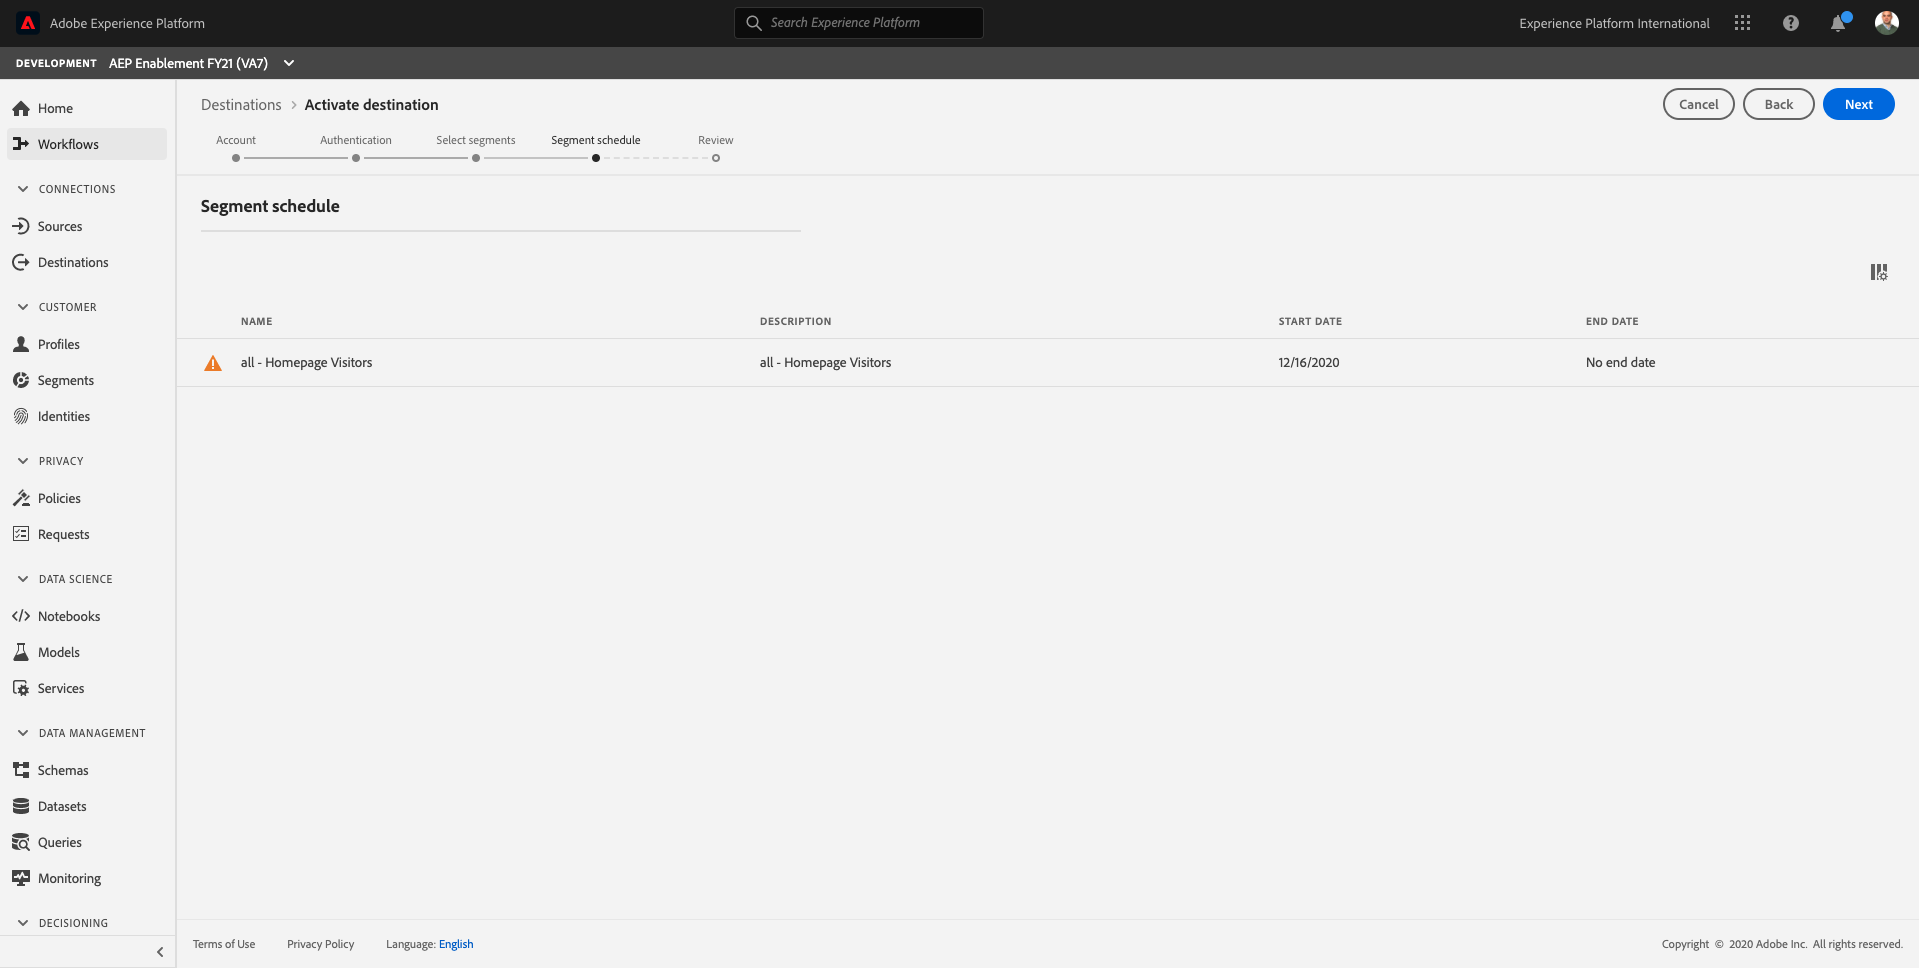 Adobe Experience Platform
Search Experience Platform
Experience Platform International
DEVELOPMENT AEP Enablement FY21 (VA7)
Home
Workflows
CONNECTIONS
Sources
Destinations
CUSTOMER
Profiles
Segments
Identities
PRIVACY
Policies
Requests
DATA SCIENCE
Notebooks
Models
Services
DATA MANAGEMENT
Schemas
Datasets
Queries
Monitoring
DECISIONING
Destinations > Activate destination
Cancel
Back
Next
Account
Authentication
Select segments
Segment schedule
Review
Segment schedule
NAME DESCRIPTION START DATE END DATE
all - Homepage Visitors all - Homepage Visitors 12/16/2020 No end date
Terms of Use Privacy Policy Language: English
Copyright © 2020 Adobe Inc. All rights reserved.